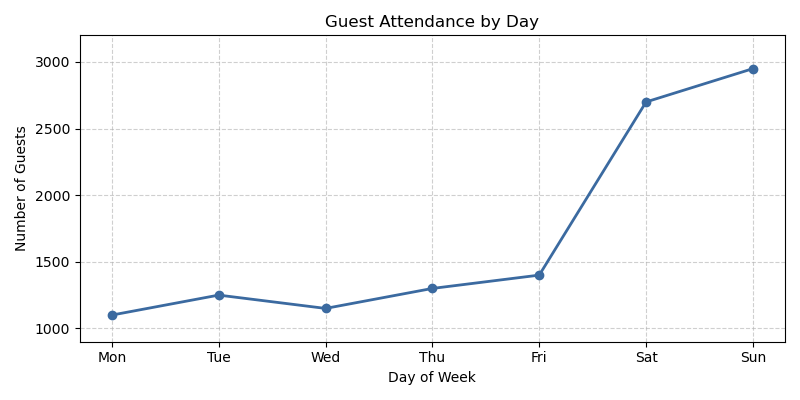 Guest Attendance by Day
Number of Guests
3000
2500
2000
1500
1000
Mon Tue Wed Thu Fri Sat Sun
Day of Week